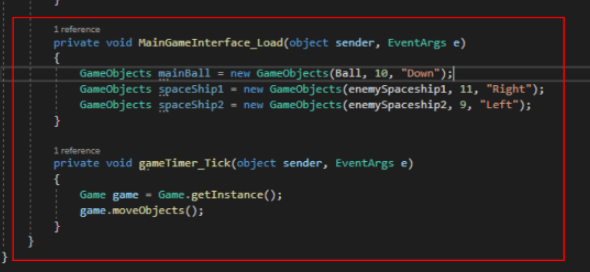 }
1 reference
private void MainGameInterface_Load(object sender, EventArgs e)
{
GameObjects mainBall = new GameObjects(Ball, 10, "Down");
GameObjects spaceShip1 = new GameObjects(enemySpaceship1, 11, "Right");
GameObjects spaceShip2 = new GameObjects(enemySpaceship2, 9, "Left");
}
1 reference
private void gameTimer_Tick(object sender, EventArgs e)
{
Game game = Game.getInstance();
game.moveObjects();
}
}
}